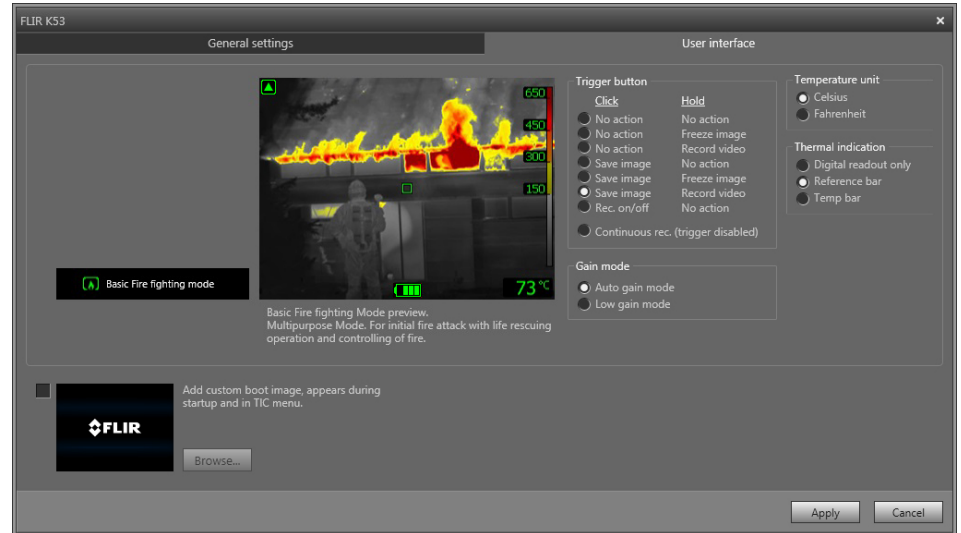 FLIR K53
General settings
User interface
650
450
300
150
73°C
Basic Fire fighting mode
Basic Fire fighting Mode preview.
Multipurpose Mode. For initial fire attack with life rescuing
operation and controlling of fire.
Trigger button
Click Hold
No action No action
No action Freeze image
No action Record video
Save image No action
Save image Freeze image
Save image Record video
Rec. on/off No action
Continuous rec. (trigger disabled)
Gain mode
Auto gain mode
Low gain mode
Temperature unit
Celsius
Fahrenheit
Thermal indication
Digital readout only
Reference bar
Temp bar
FLIR
Add custom boot image, appears during
startup and in TIC menu.
Browse...
Apply
Cancel